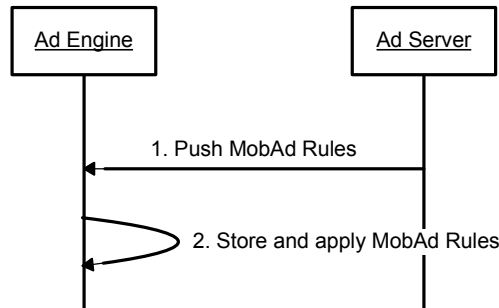 Ad Engine
Ad Server
1. Push MobAd Rules
2. Store and apply MobAd Rules